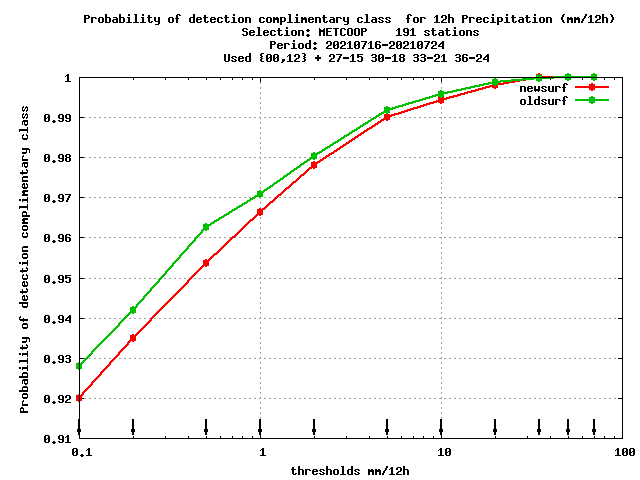 Probability of detection complimentary class  for 12h Precipitation (mm/12h)
Selection: METCOOP    191 stations
Period: 20210716-20210724
Used {00,12} + 27-15 30-18 33-21 36-24
newsurf
oldsurf
Probability of detection complimentary class
1
0.99
0.98
0.97
0.96
0.95
0.94
0.93
0.92
0.91
0.1 1 10 100
thresholds mm/12h